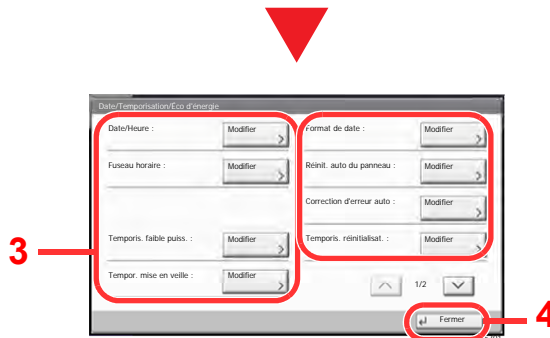 Date/Temporisation/Éco d'énergie
Date/Heure :
Modifier
Format de date :
Modifier
Fuseau horaire :
Modifier
Réinit. auto du panneau :
Modifier
Correction d'erreur auto :
Modifier
Temporis. faible puiss. :
Modifier
Temporis. réinitialisat. :
Modifier
Tempor. mise en veille :
Modifier
1/2
Fermer
3
4